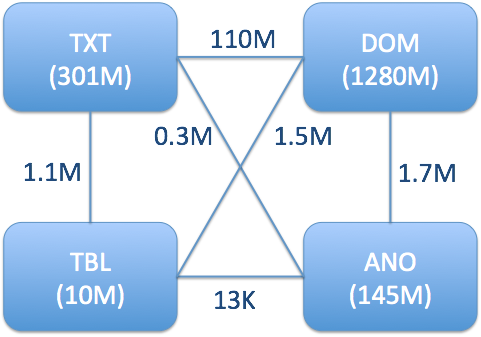 TXT
(301M)
110M
DOM
(1280M)
0.3M
1.5M
1.1M
1.7M
TBL
(10M)
13K
ANO
(145M)